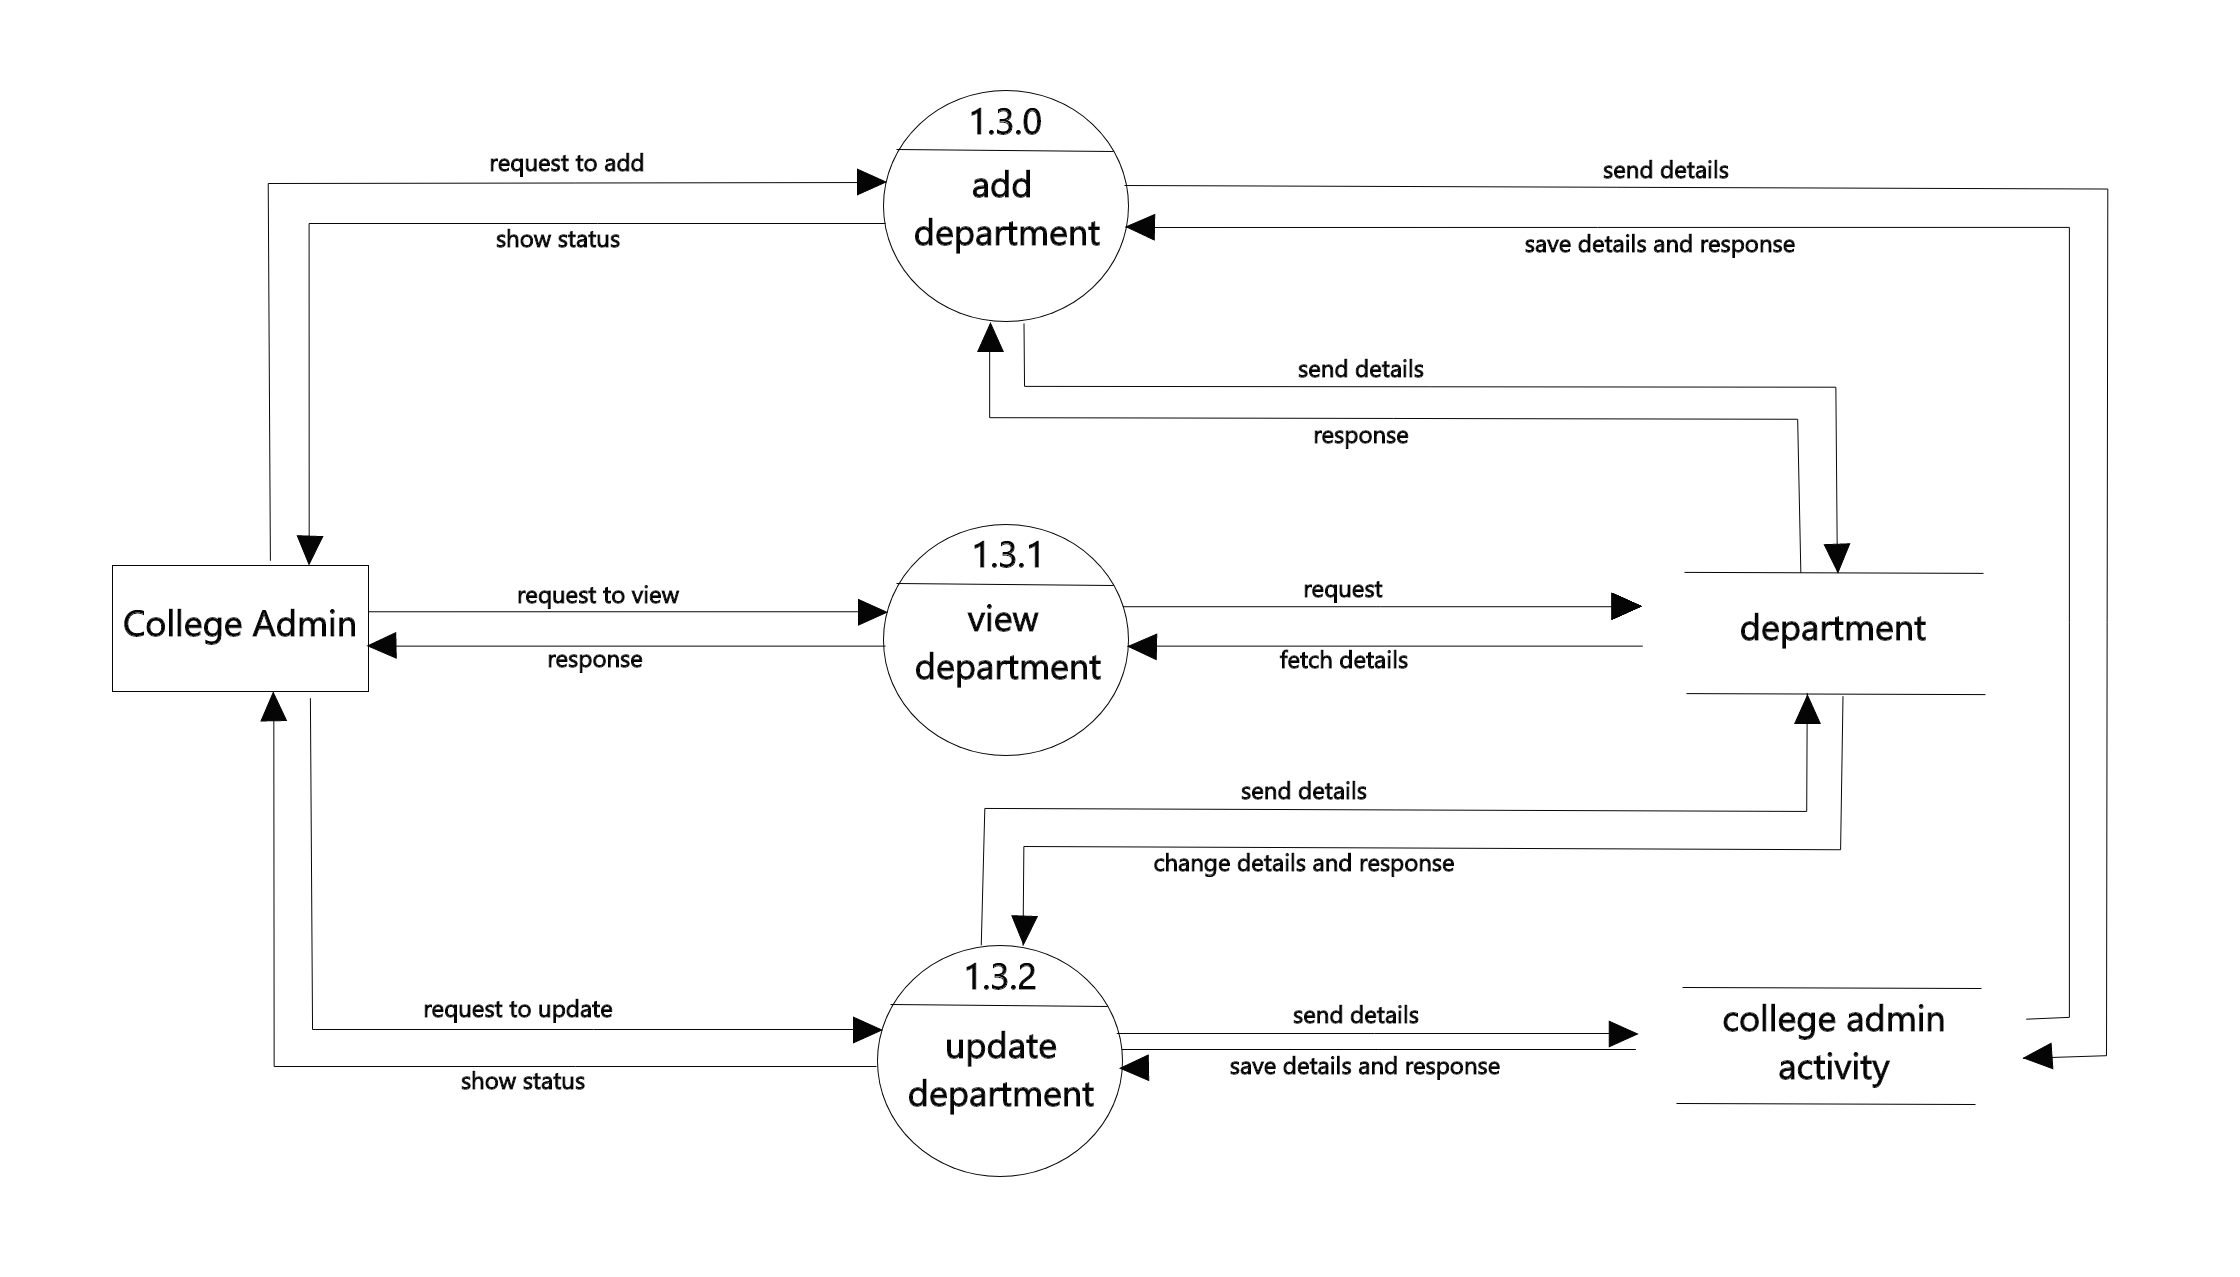 1.3.0
add
department
request to add
show status
send details
save details and response
send details
response
College Admin
request to view
response
1.3.1
view
department
request
fetch details
department
send details
change details and response
request to update
show status
1.3.2
update
department
send details
save details and response
college admin
activity